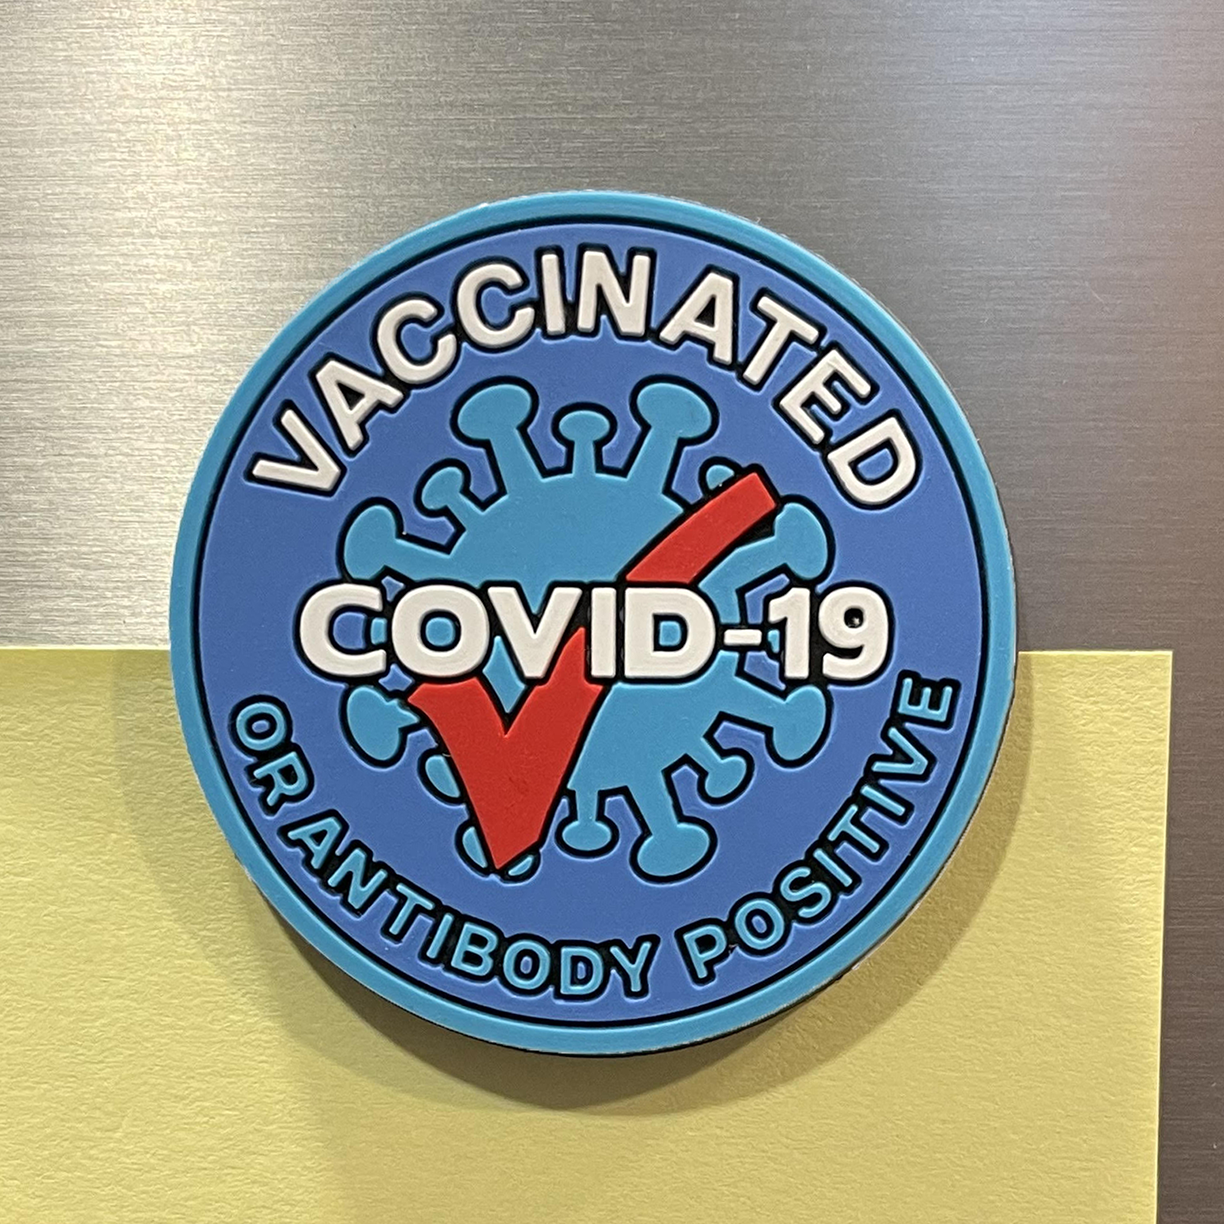 VACCINATED
COVID-19
OR ANTIBODY POSITIVE